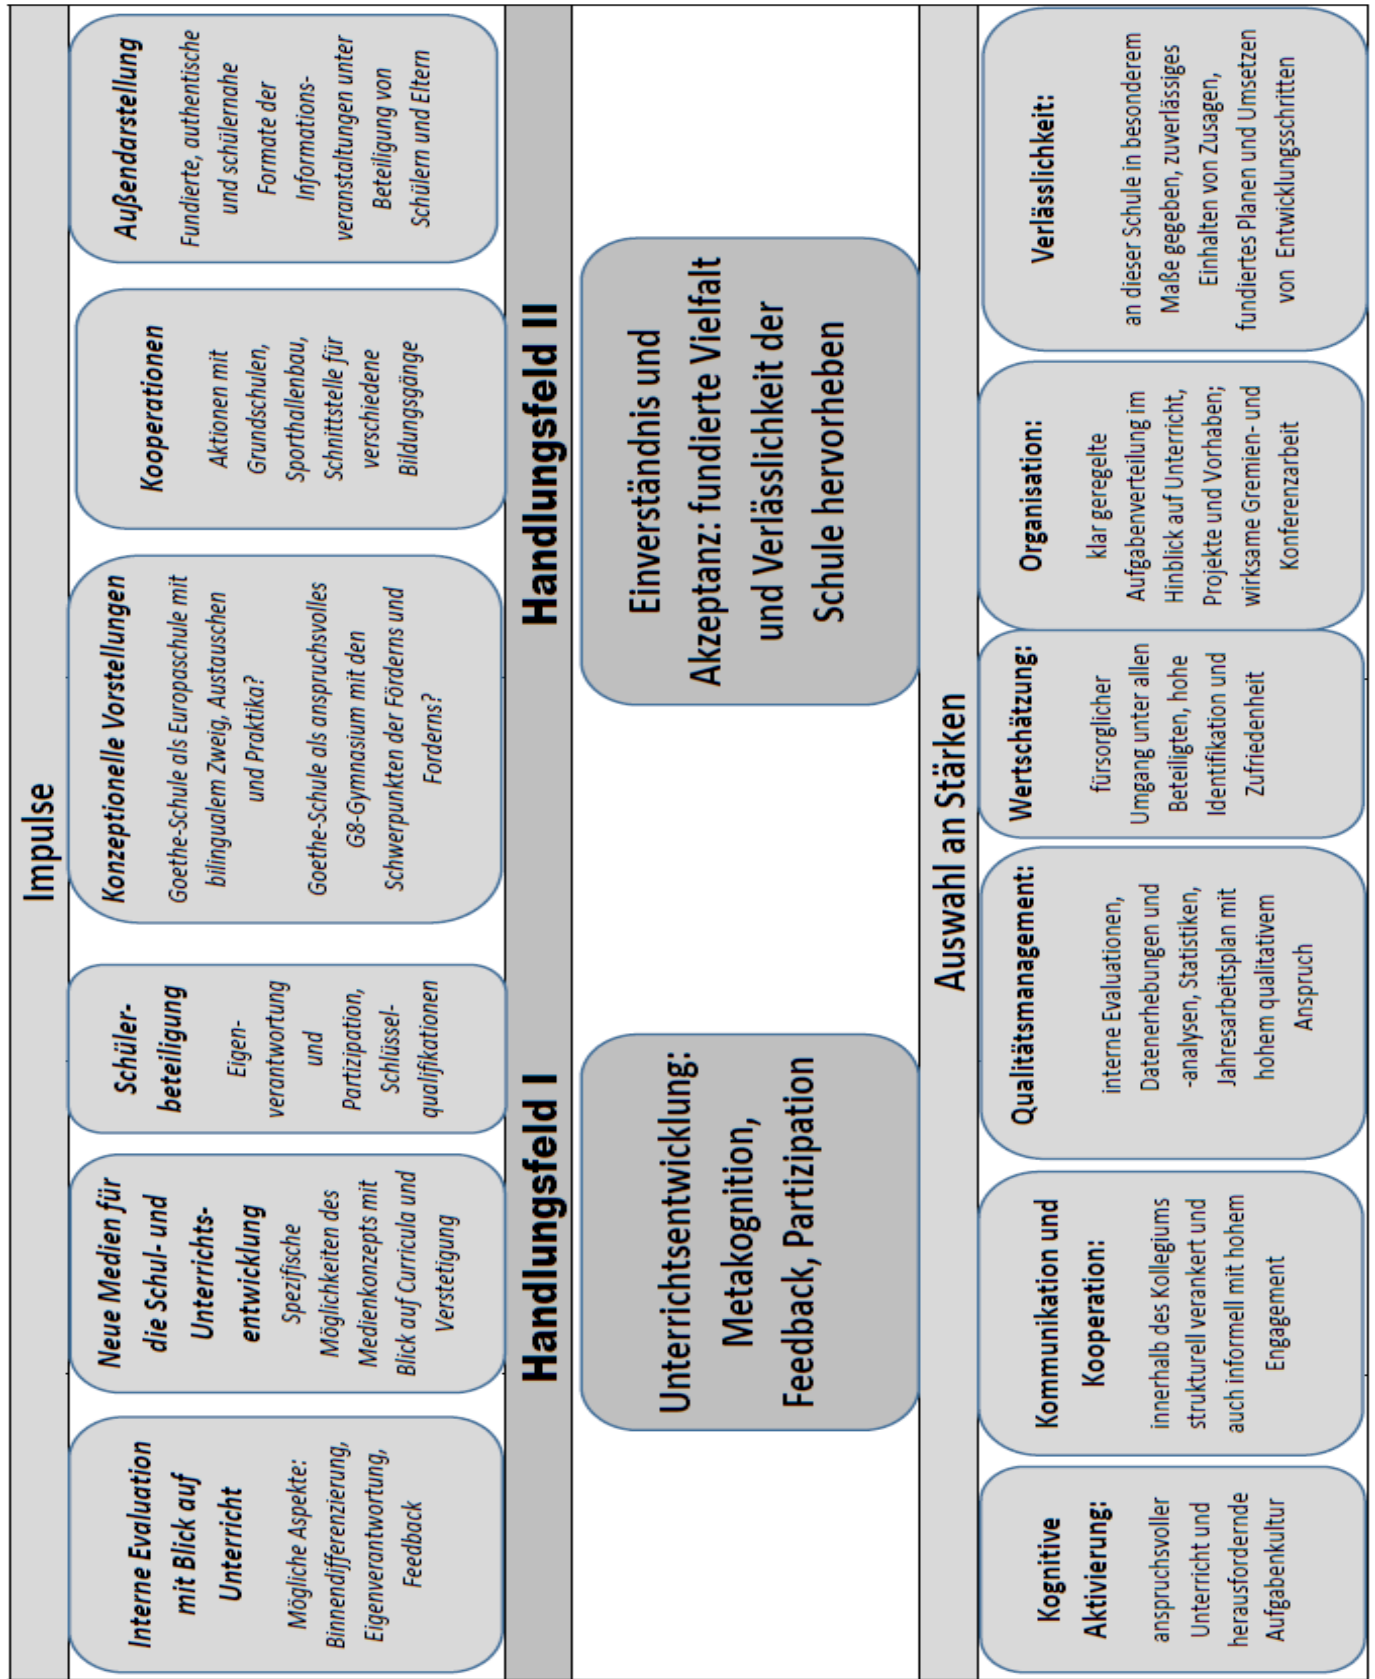 Impulse
Interne Evaluation
mit Blick auf
Unterricht
Mögliche Aspekte:
Binnendifferenzierung,
Eigenverantwortung,
Feedback
Neue Medien für
die Schul- und
Unterrichts-
entwicklung
Spezifische
Möglichkeiten des
Medienkonzepts mit
Blick auf Curricula und
Verstetigung
Schüler-
beteiligung
Eigen-
verantwortung
und
Partizipation,
Schlüssel-
qualifikationen
Konzeptionelle Vorstellungen
Goethe-Schule als Europaschule mit
bilingualem Zweig, Austauschen
und Praktika?
Goethe-Schule als anspruchsvolles
G8-Gymnasium mit den
Schwerpunkten der Förderns und
Forderns?
Kooperationen
Aktionen mit
Grundschulen,
Sporthallenbau,
Schnittstelle für
verschiedene
Bildungsgänge
Außendarstellung
Fundierte, authentische
und schülernahe
Formate der
Informations-
veranstaltungen unter
Beteiligung von
Schülern und Eltern
Handlungsfeld I
Handlungsfeld II
Unterrichtsentwicklung:
Metakognition,
Feedback, Partizipation
Einverständnis und
Akzeptanz: fundierte Vielfalt
und Verlässlichkeit der
Schule hervorheben
Auswahl an Stärken
Kognitive
Aktivierung:
anspruchsvoller
Unterricht und
herausfordernde
Aufgabenkultur
Kommunikation und
Kooperation:
innerhalb des Kollegiums
strukturell verankert und
auch informell mit hohem
Engagement
Qualitätsmanagement:
interne Evaluationen,
Datenerhebungen und
-analysen, Statistiken,
Jahresarbeitsplan mit
hohem qualitativem
Anspruch
Wertschätzung:
fürsorglicher
Umgang unter allen
Beteiligten, hohe
Identifikation und
Zufriedenheit
Organisation:
klar geregelte
Aufgabenverteilung im
Hinblick auf Unterricht,
Projekte und Vorhaben;
wirksame Gremien- und
Konferenzarbeit
Verlässlichkeit:
an dieser Schule in besonderem
Maße gegeben, zuverlässiges
Einhalten von Zusagen,
fundiertes Planen und Umsetzen
von Entwicklungsschritten